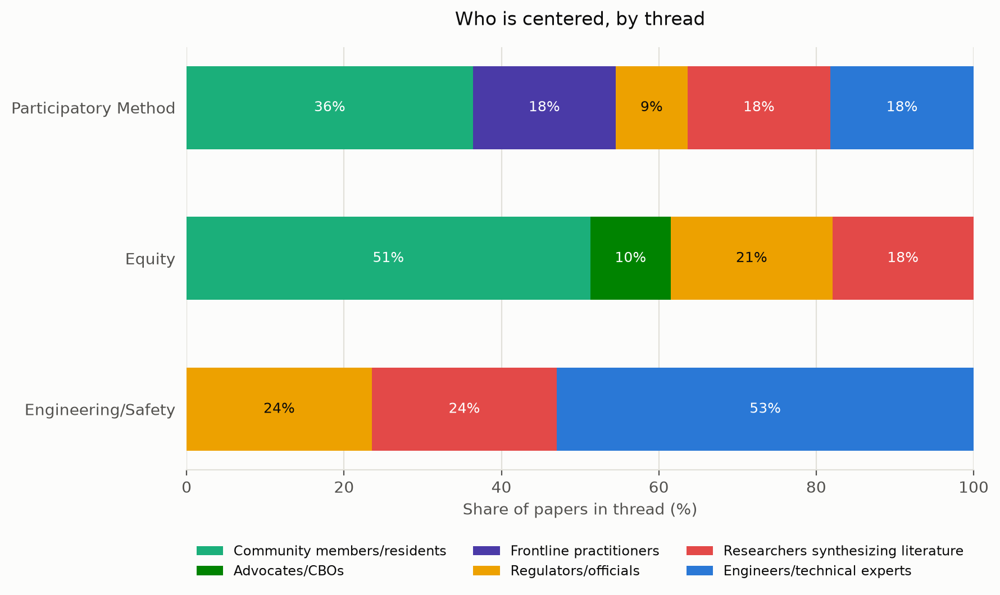 Who is centered, by thread
Participatory Method
36%
18%
9%
18%
18%
Equity
51%
10%
21%
18%
Engineering/Safety
24%
24%
53%
0
20
40
60
80
100
Share of papers in thread (%)
Community members/residents
Advocates/CBOs
Frontline practitioners
Regulators/officials
Researchers synthesizing literature
Engineers/technical experts